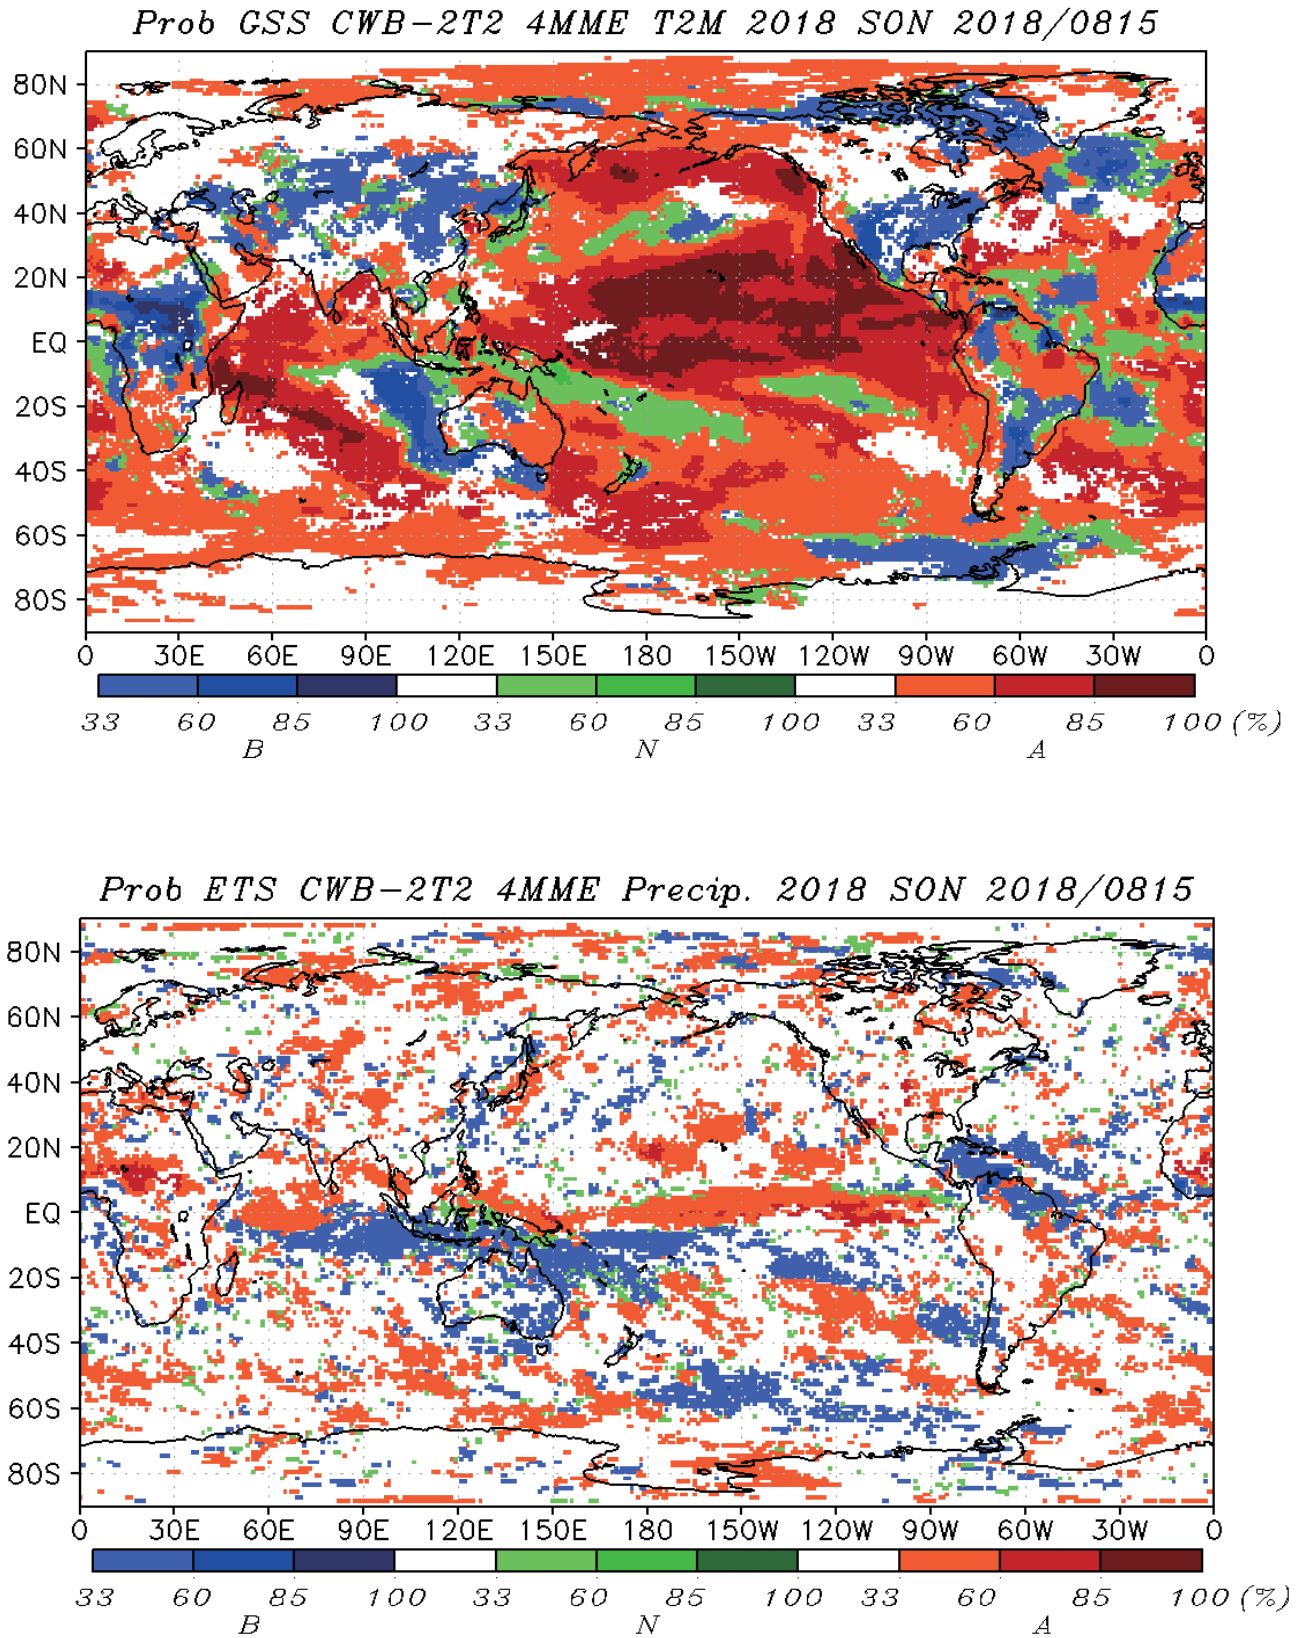 Prob GSS CWB-2T2 4MME T2M 2018 SON 2018/0815
80N
60N
40N
20N
EQ
20S
40S
60S
80S
0 30E 60E 90E 120E 150E 180 150W 120W 90W 60W 30W 0
33 60 85 100 33 60 85 100 33 60 85 100 (%)
B N A
Prob ETS CWB-2T2 4MME Precip. 2018 SON 2018/0815
80N
60N
40N
20N
EQ
20S
40S
60S
80S
0 30E 60E 90E 120E 150E 180 150W 120W 90W 60W 30W 0
33 60 85 100 33 60 85 100 33 60 85 100 (%)
B N A